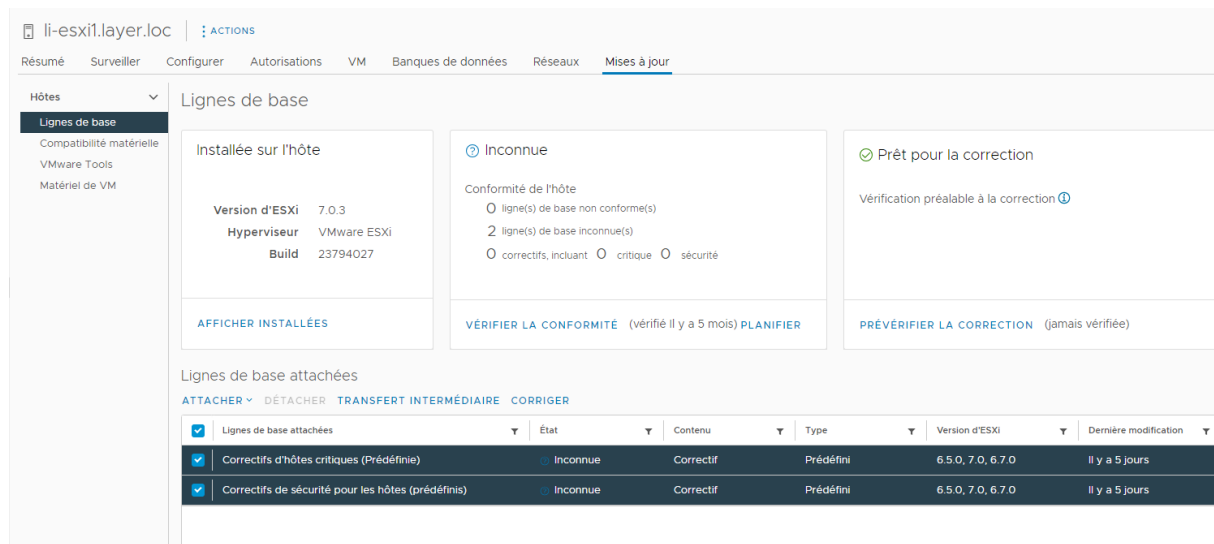 li-esxi1.layer.loc ACTIONS
Résumé Surveiller Configurer Autorisations VM Banques de données Réseaux Mises à jour
Hôtes
Lignes de base
Compatibilité matérielle
VMware Tools
Matériel de VM
Lignes de base
Installée sur l'hôte
Version d'ESXi 7.0.3
Hyperviseur VMware ESXi
Build 23794027
AFFICHER INSTALLÉES
Inconnue
Conformité de l'hôte
0 ligne(s) de base non conforme(s)
2 ligne(s) de base inconnue(s)
0 correctifs, incluant 0 critique 0 sécurité
VÉRIFIER LA CONFORMITÉ (vérifié Il y a 5 mois) PLANIFIER
Prêt pour la correction
Vérification préalable à la correction
PRÉVÉRIFIER LA CORRECTION (jamais vérifiée)
Lignes de base attachées
ATTACHER DÉTACHER TRANSFERT INTERMÉDIAIRE CORRIGER
Lignes de base attachées État Contenu Type Version d'ESXi Dernière modification
Correctifs d'hôtes critiques (Prédéfinie) Inconnue Correctif Prédéfini 6.5.0, 7.0, 6.7.0 Il y a 5 jours
Correctifs de sécurité pour les hôtes (prédéfinis) Inconnue Correctif Prédéfini 6.5.0, 7.0, 6.7.0 Il y a 5 jours